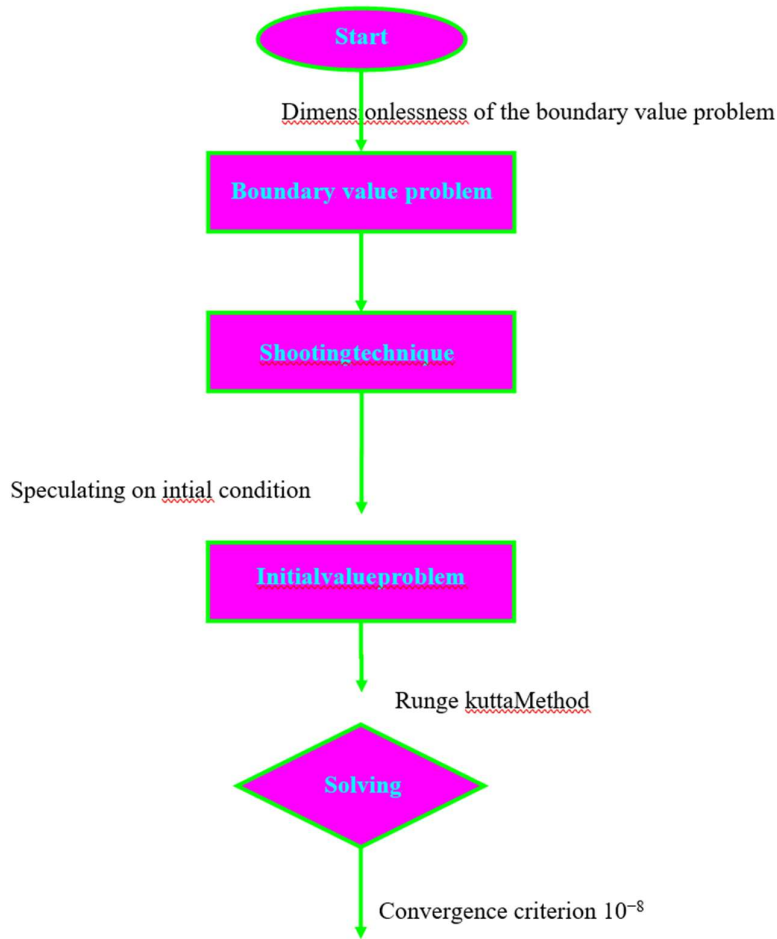 Start
Dimensionlessness of the boundary value problem
Boundary value problem
Shootingtechnique
Speculating on intial condition
Initialvalueproblem
Runge kuttaMethod
Solving
Convergence criterion 10⁻⁸